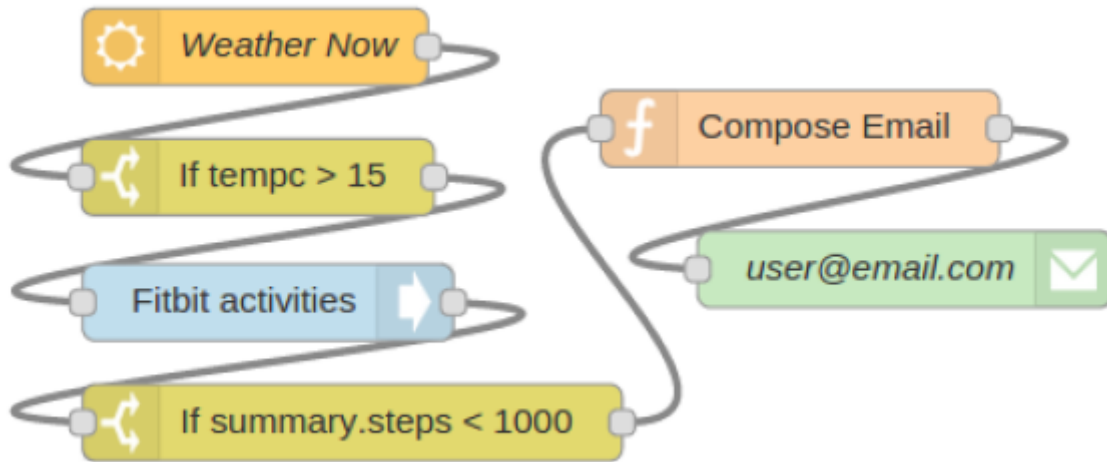 Weather Now
If tempc > 15
Fitbit activities
If summary.steps < 1000
Compose Email
user@email.com